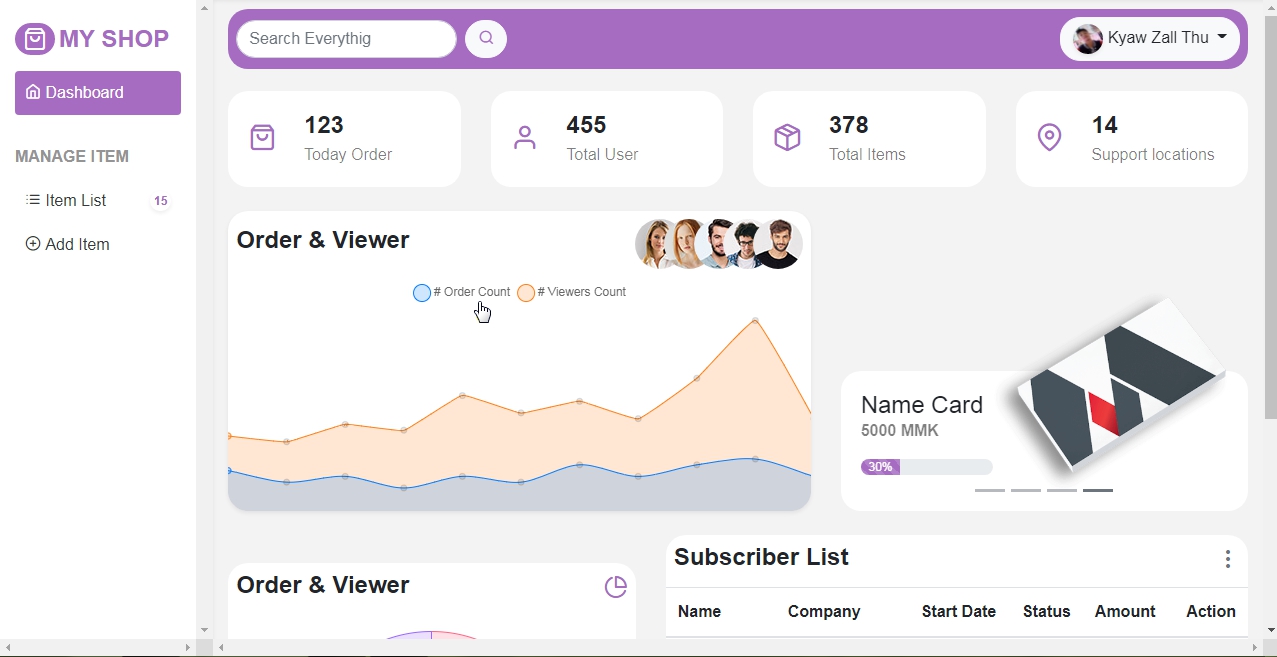 MY SHOP
Dashboard
MANAGE ITEM
Item List 15
Add Item
Search Everythig
Kyaw Zall Thu
123
Today Order
455
Total User
378
Total Items
14
Support locations
Order & Viewer
# Order Count # Viewers Count
Name Card
5000 MMK
30%
Order & Viewer
Subscriber List
Name Company Start Date Status Amount Action